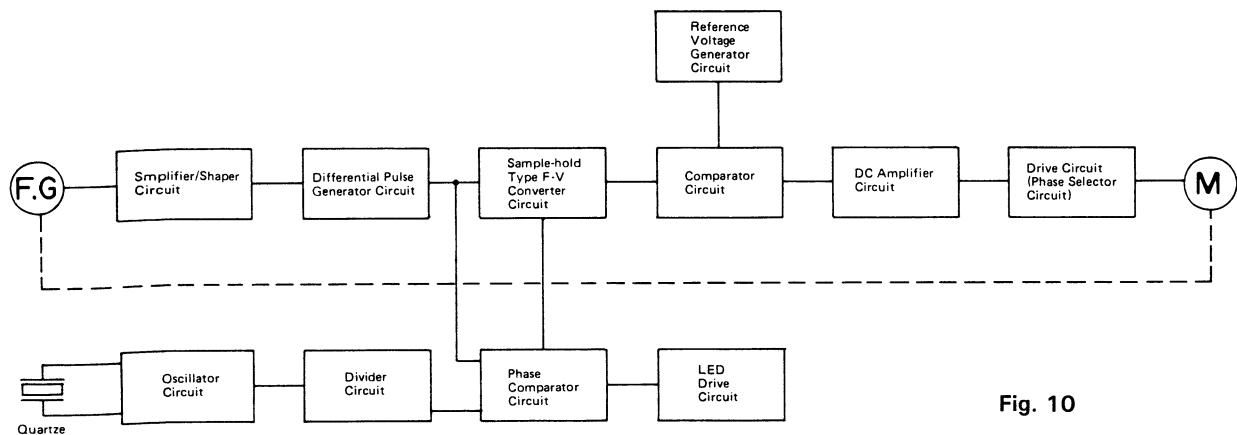 Reference
Voltage
Generator
Circuit
F.G
Smplifier/Shaper
Circuit
Differential Pulse
Generator Circuit
Sample-hold
Type F-V
Converter
Circuit
Comparator
Circuit
DC Amplifier
Circuit
Drive Circuit
(Phase Selector
Circuit)
M
Quartze
Oscillator
Circuit
Divider
Circuit
Phase
Comparator
Circuit
LED
Drive
Circuit
Fig. 10